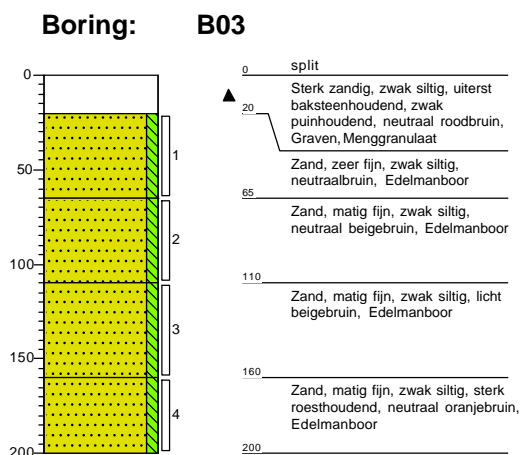 Boring: B03
0
50
100
150
200
1
2
3
4
0 split
Sterk zandig, zwak siltig, uiterst
baksteenhoudend, zwak
20 puinhoudend, neutraal roodbruin,
Graven, Menggranulaat
Zand, zeer fijn, zwak siltig,
neutraalbruin, Edelmanboor
65
Zand, matig fijn, zwak siltig,
neutraal beigebruin, Edelmanboor
110
Zand, matig fijn, zwak siltig, licht
beigebruin, Edelmanboor
160
Zand, matig fijn, zwak siltig, sterk
roesthoudend, neutraal oranjebruin,
Edelmanboor
200